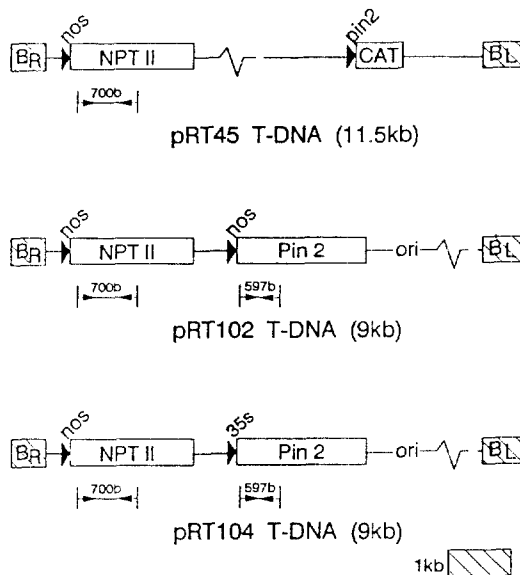 nos pin2
BR NPT II CAT BL
700b
pRT45 T-DNA (11.5kb)
nos nos
BR NPT II Pin 2 ori BL
700b 597b
pRT102 T-DNA (9kb)
nos 35s
BR NPT II Pin 2 ori BL
700b 597b
pRT104 T-DNA (9kb)
1kb